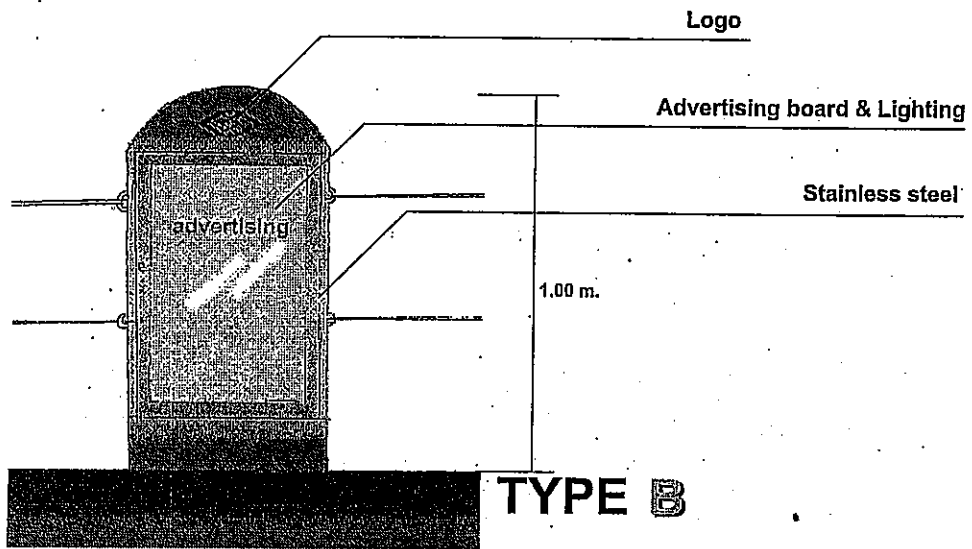 Logo
Advertising board & Lighting
Stainless steel
advertising
1.00 m.
TYPE B